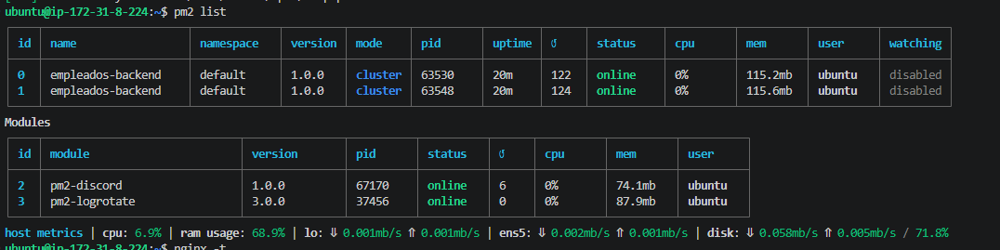 ubuntu@ip-172-31-8-224:~$ pm2 list
id name namespace version mode pid uptime ↺ status cpu mem user watching
0 empleados-backend default 1.0.0 cluster 63530 20m 122 online 0% 115.2mb ubuntu disabled
1 empleados-backend default 1.0.0 cluster 63548 20m 124 online 0% 115.6mb ubuntu disabled
Modules
id module version pid status ↺ cpu mem user
2 pm2-discord 1.0.0 67170 online 6 0% 74.1mb ubuntu
3 pm2-logrotate 3.0.0 37456 online 0 0% 87.9mb ubuntu
host metrics | cpu: 6.9% | ram usage: 68.9% | lo: ⇓ 0.001mb/s ⇑ 0.001mb/s | ens5: ⇓ 0.002mb/s ⇑ 0.001mb/s | disk: ⇓ 0.058mb/s ⇑ 0.005mb/s / 71.8%
ubuntu@ip-172-31-8-224:~$ nginx -t